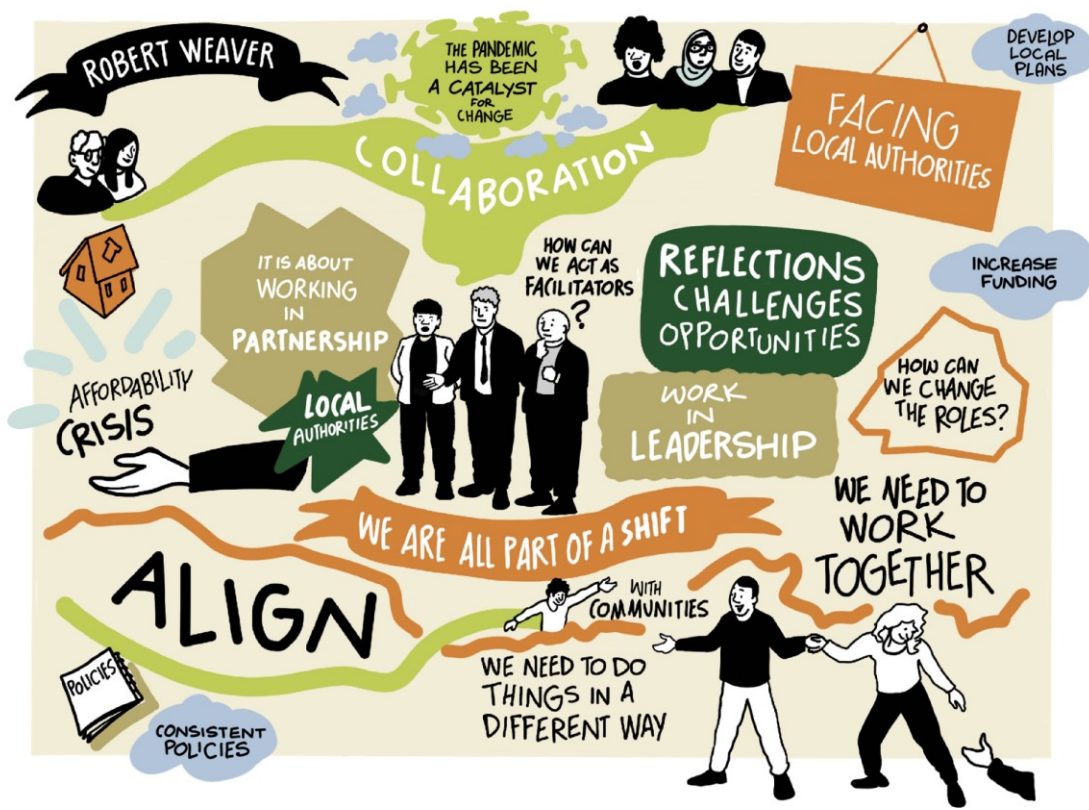 ROBERT WEAVER
THE PANDEMIC
HAS BEEN
A CATALYST
FOR
CHANGE
COLLABORATION
FACING
LOCAL AUTHORITIES
DEVELOP
LOCAL
PLANS
IT IS ABOUT
WORKING
IN
PARTNERSHIP
HOW CAN
WE ACT AS
FACILITATORS
?
REFLECTIONS
CHALLENGES
OPPORTUNITIES
INCREASE
FUNDING
AFFORDABILITY
CRISIS
LOCAL
AUTHORITIES
WORK
IN
LEADERSHIP
HOW CAN
WE CHANGE
THE ROLES?
WE ARE ALL PART OF A SHIFT
WE NEED TO
WORK
TOGETHER
ALIGN
WITH
COMMUNITIES
POLICIES
CONSISTENT
POLICIES
WE NEED TO DO
THINGS IN A
DIFFERENT WAY